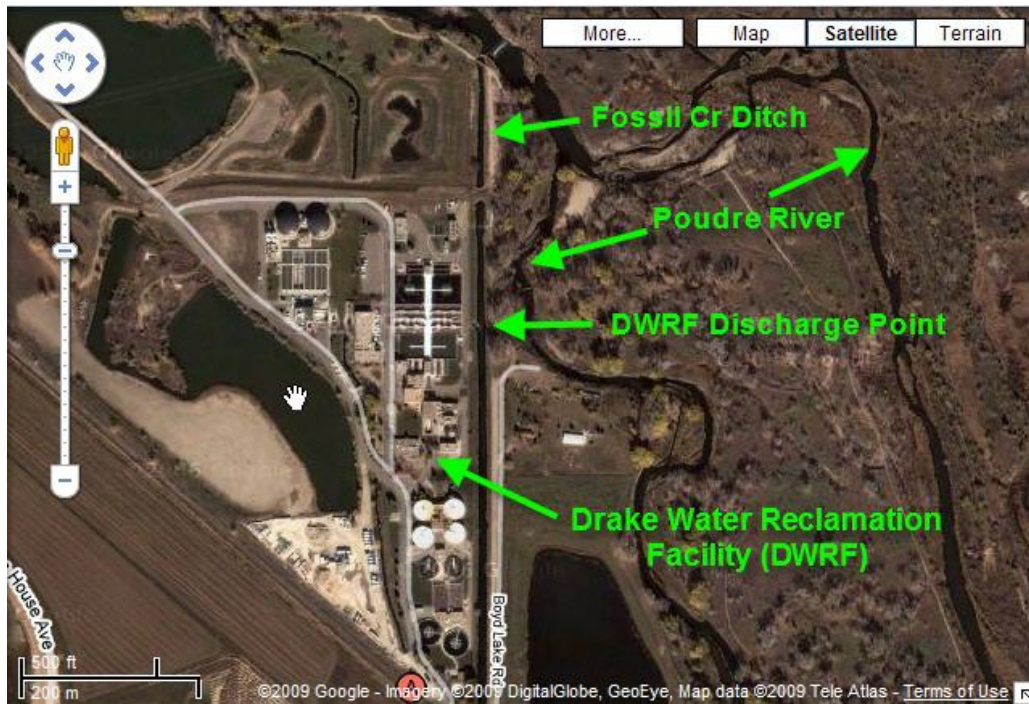 More...
Map
Satellite
Terrain
Fossil Cr Ditch
Poudre River
DWRF Discharge Point
Drake Water Reclamation
Facility (DWRF)
House Ave
Boyd Lake Rd
500 ft
200 m
A
©2009 Google - Imagery ©2009 DigitalGlobe, GeoEye, Map data ©2009 Tele Atlas - Terms of Use